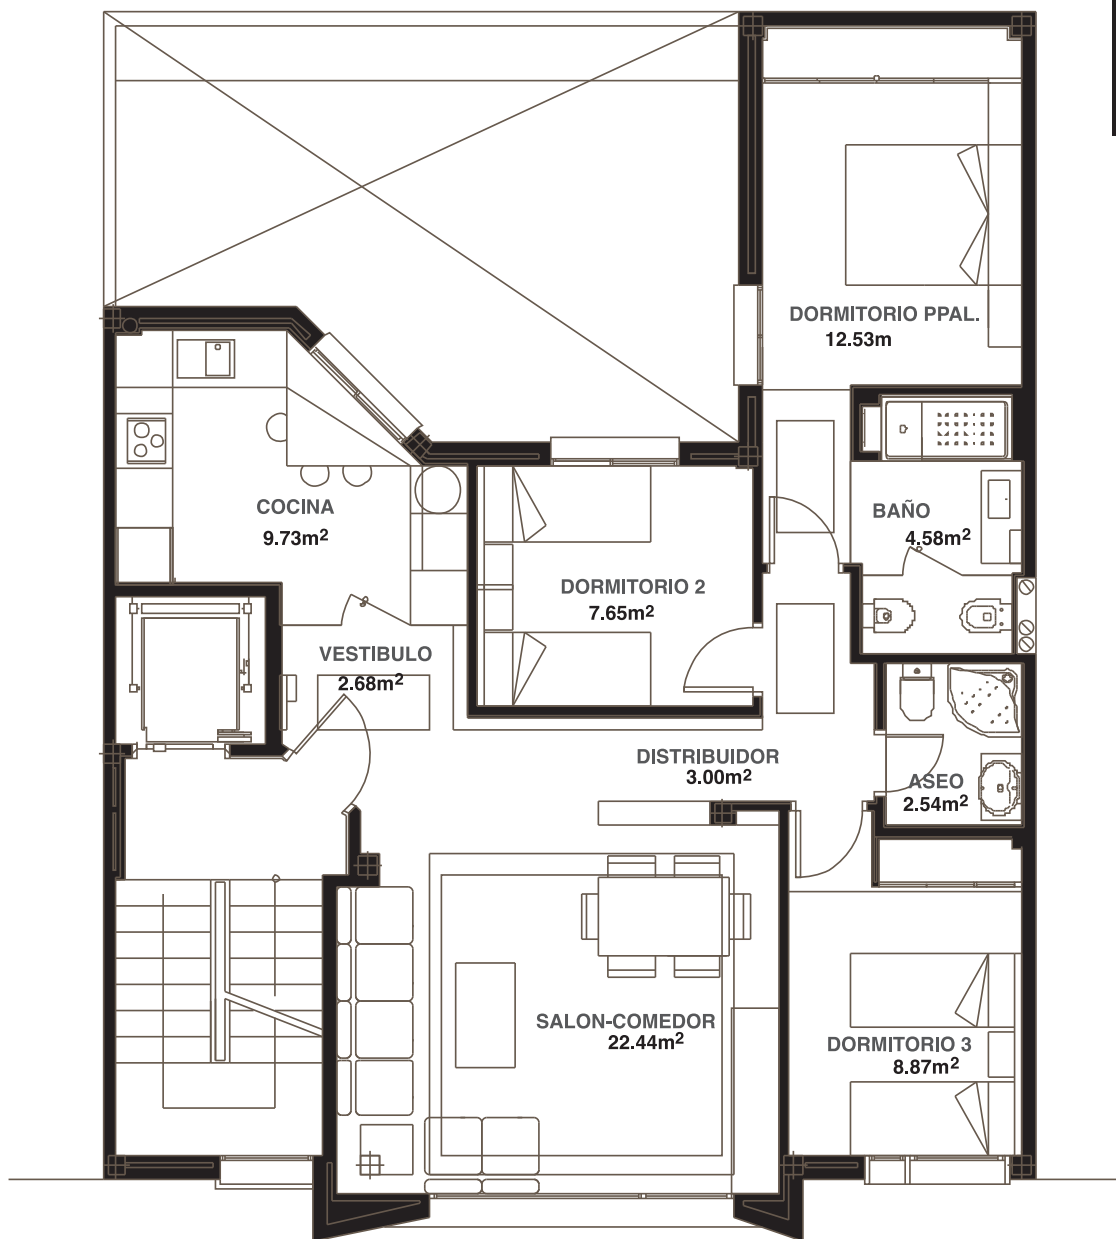 DORMITORIO PPAL.
12.53m
COCINA
9.73m²
BAÑO
4.58m²
DORMITORIO 2
7.65m²
VESTIBULO
2.68m²
DISTRIBUIDOR
3.00m²
ASEO
2.54m²
SALON-COMEDOR
22.44m²
DORMITORIO 3
8.87m²